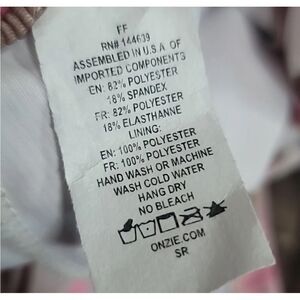 FF
RN# 144639
ASSEMBLED IN U.S.A. OF
IMPORTED COMPONENTS
EN: 82% POLYESTER
18% SPANDEX
FR: 82% POLYESTER
18% ELASTHANNE
LINING:
EN: 100% POLYESTER
FR: 100% POLYESTER
HAND WASH OR MACHINE
WASH COLD WATER
HANG DRY
NO BLEACH
ONZIE.COM
SR